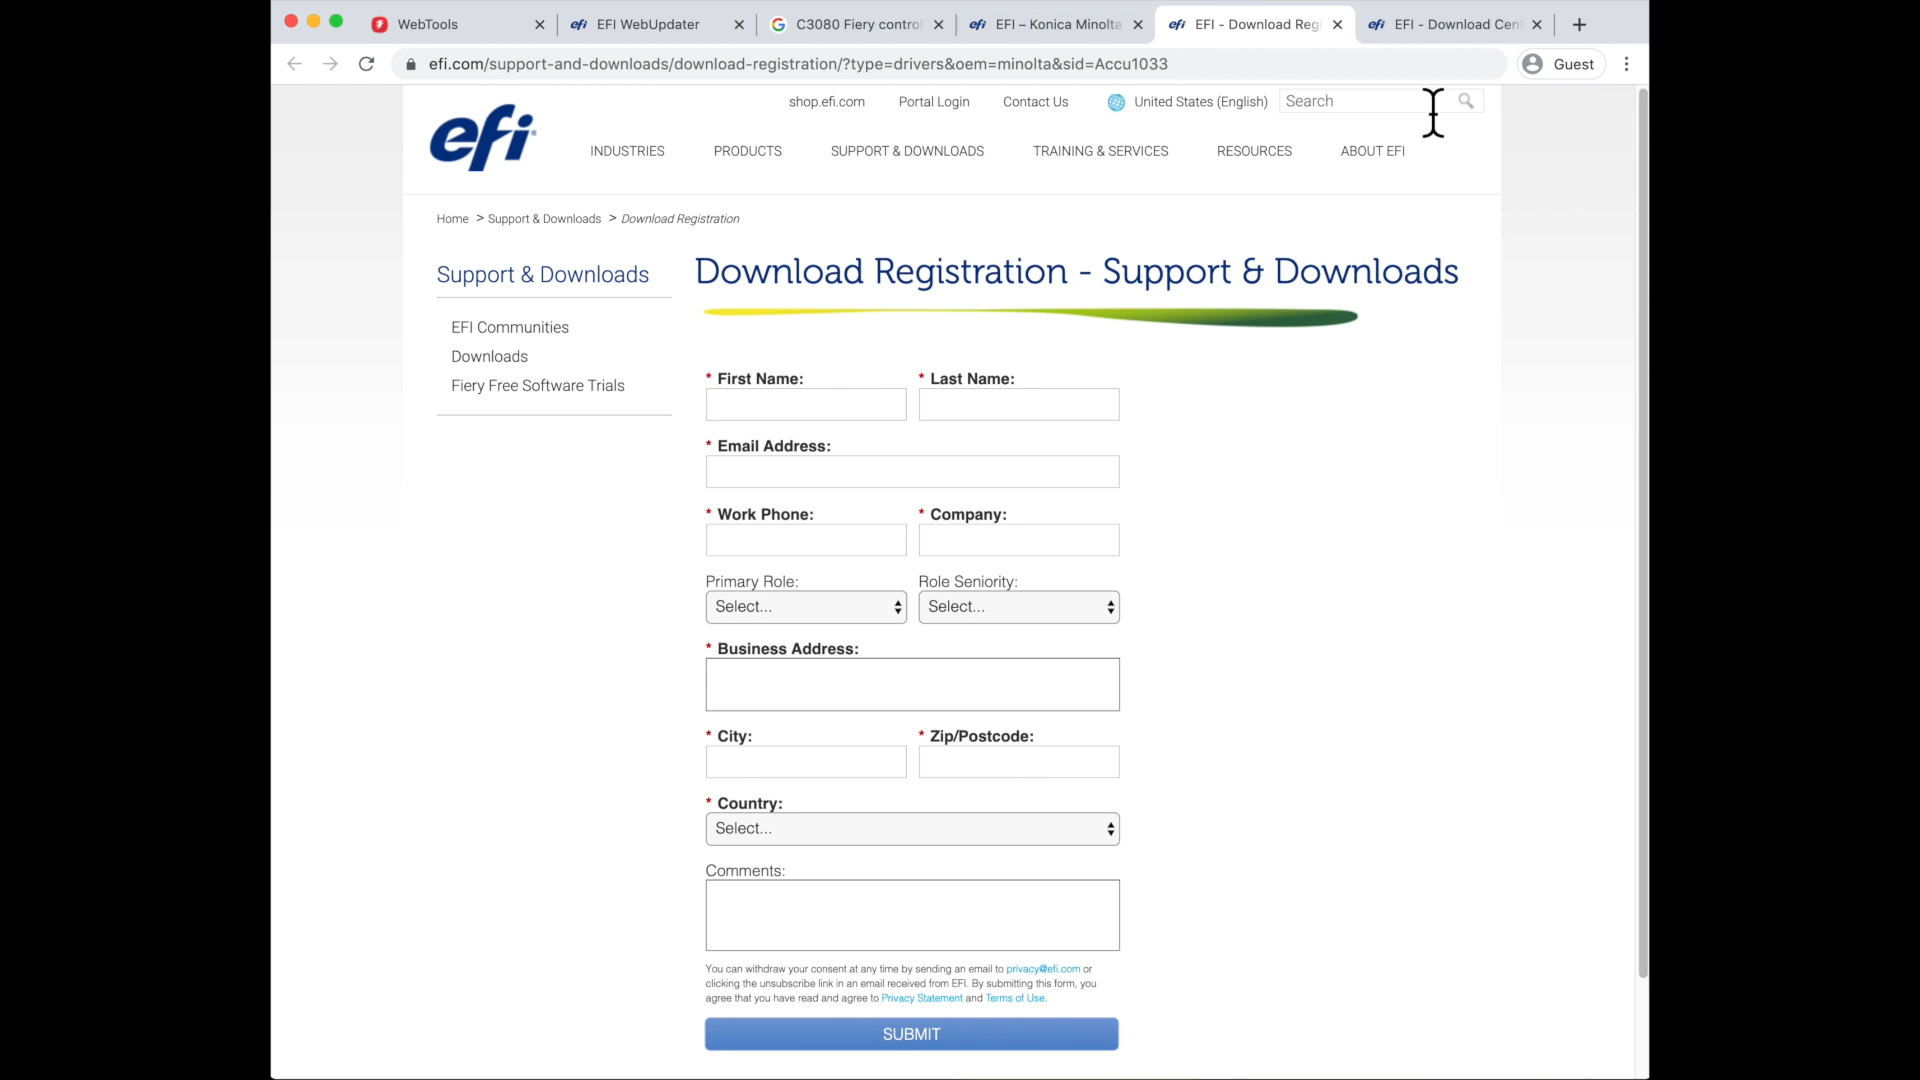 WebTools
efi EFI WebUpdater
C3080 Fiery control
efi EFI – Konica Minolta
efi EFI - Download Regi
efi EFI - Download Cent
efi.com/support-and-downloads/download-registration/?type=drivers&oem=minolta&sid=Accu1033
Guest
shop.efi.com Portal Login Contact Us United States (English) Search
efi
INDUSTRIES PRODUCTS SUPPORT & DOWNLOADS TRAINING & SERVICES RESOURCES ABOUT EFI
Home > Support & Downloads > Download Registration
Support & Downloads
EFI Communities
Downloads
Fiery Free Software Trials
Download Registration - Support & Downloads
* First Name: * Last Name:
* Email Address:
* Work Phone: * Company:
Primary Role: Role Seniority:
Select... Select...
* Business Address:
* City: * Zip/Postcode:
* Country:
Select...
Comments:
You can withdraw your consent at any time by sending an email to privacy@efi.com or
clicking the unsubscribe link in an email received from EFI. By submitting this form, you
agree that you have read and agree to Privacy Statement and Terms of Use.
SUBMIT